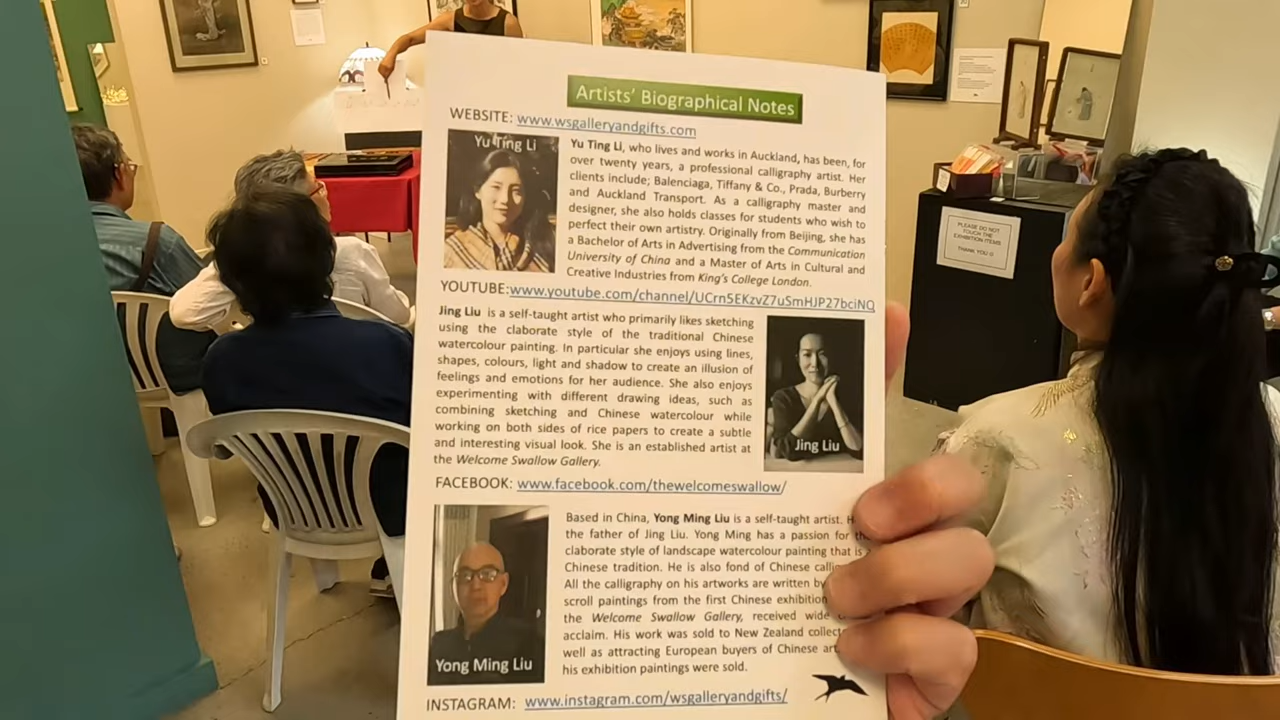 Artists' Biographical Notes
WEBSITE: www.wsgalleryandgifts.com
Yu Ting Li
Yu Ting Li, who lives and works in Auckland, has been, for
over twenty years, a professional calligraphy artist. Her
clients include; Balenciaga, Tiffany & Co., Prada, Burberry
and Auckland Transport. As a calligraphy master and
designer, she also holds classes for students who wish to
perfect their own artistry. Originally from Beijing, she has
a Bachelor of Arts in Advertising from the Communication
University of China and a Master of Arts in Cultural and
Creative Industries from King's College London.
YOUTUBE:www.youtube.com/channel/UCrn5EKzvZ7uSmHJP27bciNQ
Jing Liu is a self-taught artist who primarily likes sketching
using the claborate style of the traditional Chinese
watercolour painting. In particular she enjoys using lines,
shapes, colours, light and shadow to create an illusion of
feelings and emotions for her audience. She also enjoys
experimenting with different drawing ideas, such as
combining sketching and Chinese watercolour while
working on both sides of rice papers to create a subtle
and interesting visual look. She is an established artist at
the Welcome Swallow Gallery.
Jing Liu
FACEBOOK: www.facebook.com/thewelcomeswallow/
Based in China, Yong Ming Liu is a self-taught artist. H
the father of Jing Liu. Yong Ming has a passion for th
claborate style of landscape watercolour painting that is
Chinese tradition. He is also fond of Chinese callig
All the calligraphy on his artworks are written by
scroll paintings from the first Chinese exhibition
the Welcome Swallow Gallery, received wide
acclaim. His work was sold to New Zealand collect
well as attracting European buyers of Chinese art
his exhibition paintings were sold.
Yong Ming Liu
INSTAGRAM: www.instagram.com/wsgalleryandgifts/
PLEASE DO NOT
TOUCH THE
EXHIBITION ITEMS
THANK YOU